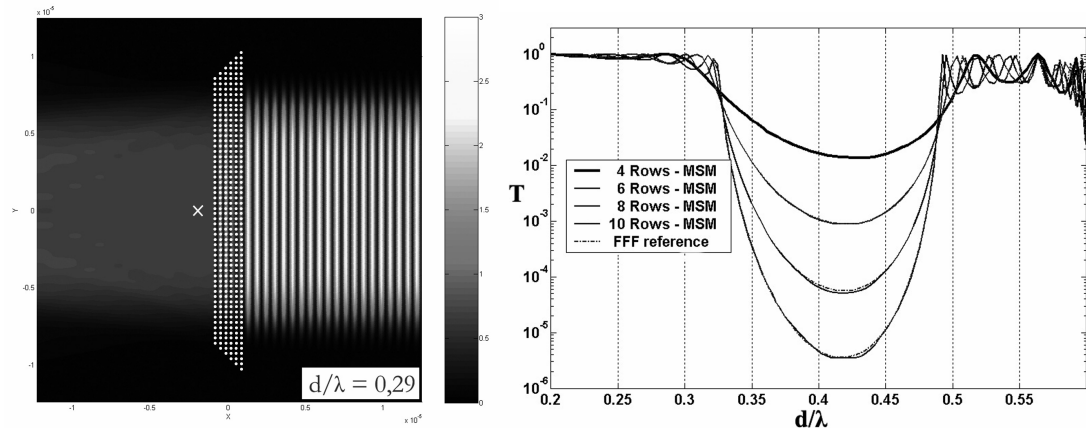 x 10⁻⁵
1
0.5
0
-0.5
-1
Y
-1
-0.5
0
0.5
1
X
x 10⁻⁵
d/λ = 0,29
3
2.5
2
1.5
1
0.5
0
10⁰
10⁻¹
10⁻²
10⁻³
10⁻⁴
10⁻⁵
10⁻⁶
T
4 Rows - MSM
6 Rows - MSM
8 Rows - MSM
10 Rows - MSM
FFF reference
0.2
0.25
0.3
0.35
0.4
0.45
0.5
0.55
d/λ